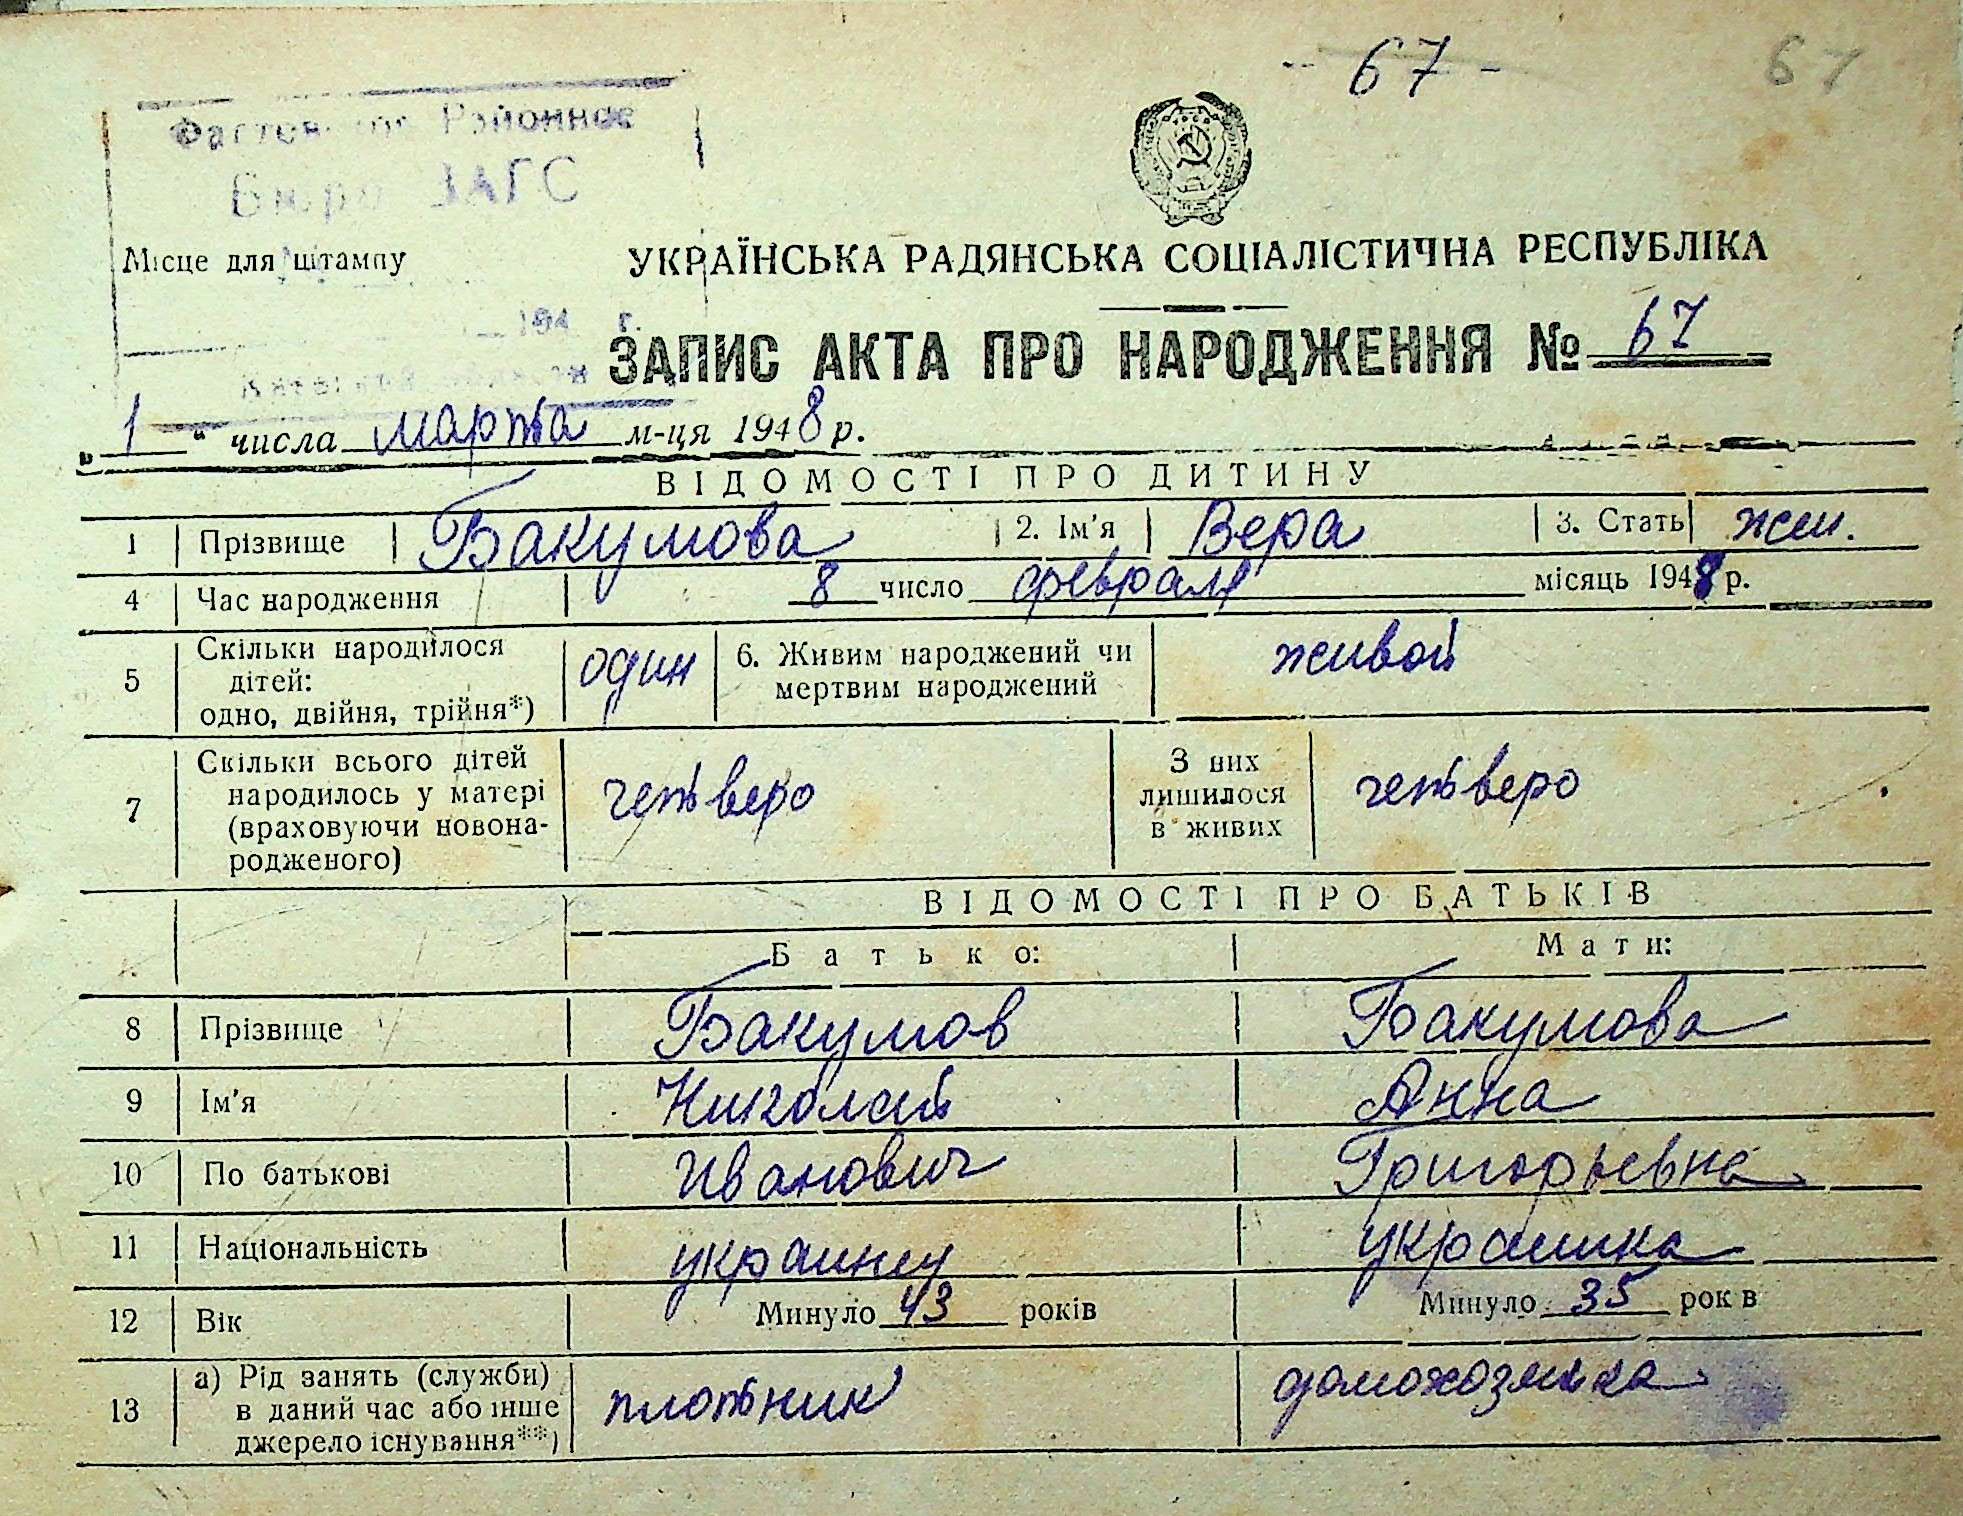 - 67 -
67
Районное
Бюро ЗАГС
Місце для штампу
УКРАЇНСЬКА РАДЯНСЬКА СОЦІАЛІСТИЧНА РЕСПУБЛІКА
194 г.
ЗАПИС АКТА ПРО НАРОДЖЕННЯ № 67
„ 1 “ числа марта м-ця 1948 р.
ВІДОМОСТІ ПРО ДИТИНУ
1 Прізвище Бакумова 2. Ім'я Вера 3. Стать жен.
4 Час народження 8 число февраля місяць 1948 р.
5 Скільки народилося дітей: одно, двійня, трійня*) один 6. Живим народжений чи мертвим народжений живой
7 Скільки всього дітей народилось у матері (враховуючи новонародженого) четверо З них лишилося в живих четверо
ВІДОМОСТІ ПРО БАТЬКІВ
Батько: Мати:
8 Прізвище Бакумов Бакумова
9 Ім'я Николай Анна
10 По батькові Иванович Григорьевна
11 Національність украинец украинка
12 Вік Минуло 43 років Минуло 35 рок в
13 а) Рід занять (служби) в даний час або інше джерело існування**) плотник домохозяйка